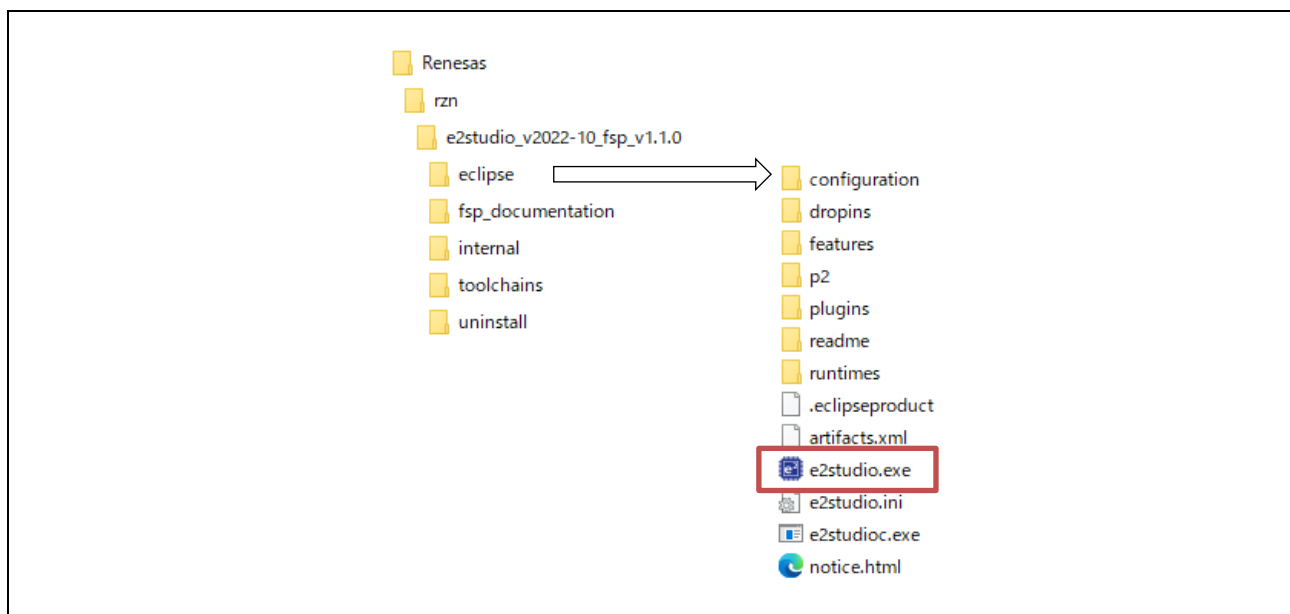 Renesas
rzn
e2studio_v2022-10_fsp_v1.1.0
eclipse
fsp_documentation
internal
toolchains
uninstall
configuration
dropins
features
p2
plugins
readme
runtimes
.eclipseproduct
artifacts.xml
e2studio.exe
e2studio.ini
e2studioc.exe
notice.html